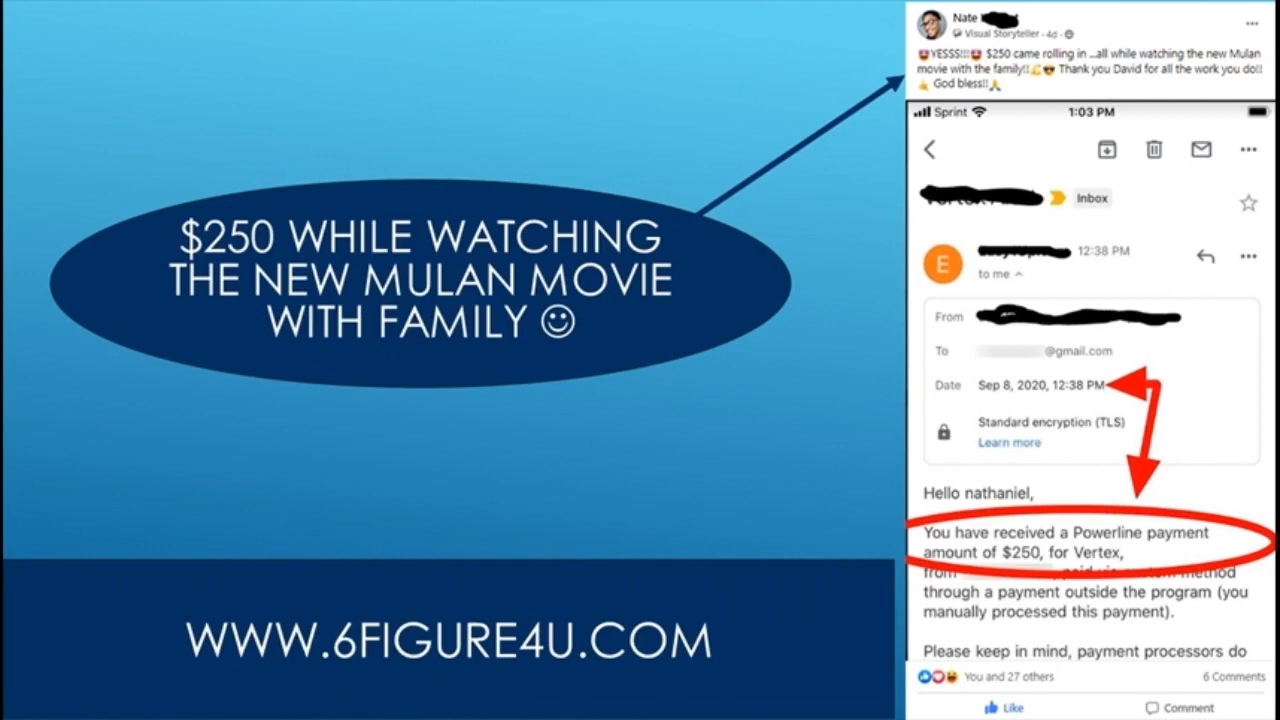 $250 WHILE WATCHING
THE NEW MULAN MOVIE
WITH FAMILY ☺
WWW.6FIGURE4U.COM
Nate
Visual Storyteller · 4d ·
😍YESSS!!!😍 $250 came rolling in ...all while watching the new Mulan
movie with the family!!💪😎 Thank you David for all the work you do!!
🤙 God bless!!🙏
Sprint 1:03 PM
Inbox
E
12:38 PM
to me
From
To @gmail.com
Date Sep 8, 2020, 12:38 PM
Standard encryption (TLS)
Learn more
Hello nathaniel,
You have received a Powerline payment
amount of $250, for Vertex,
from paid via custom method
through a payment outside the program (you
manually processed this payment).
Please keep in mind, payment processors do
You and 27 others 6 Comments
Like Comment